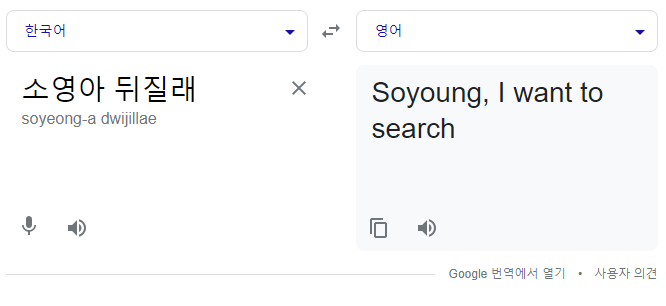 한국어
영어
소영아 뒤질래
soyeong-a dwijillae
Soyoung, I want to
search
Google 번역에서 열기 • 사용자 의견